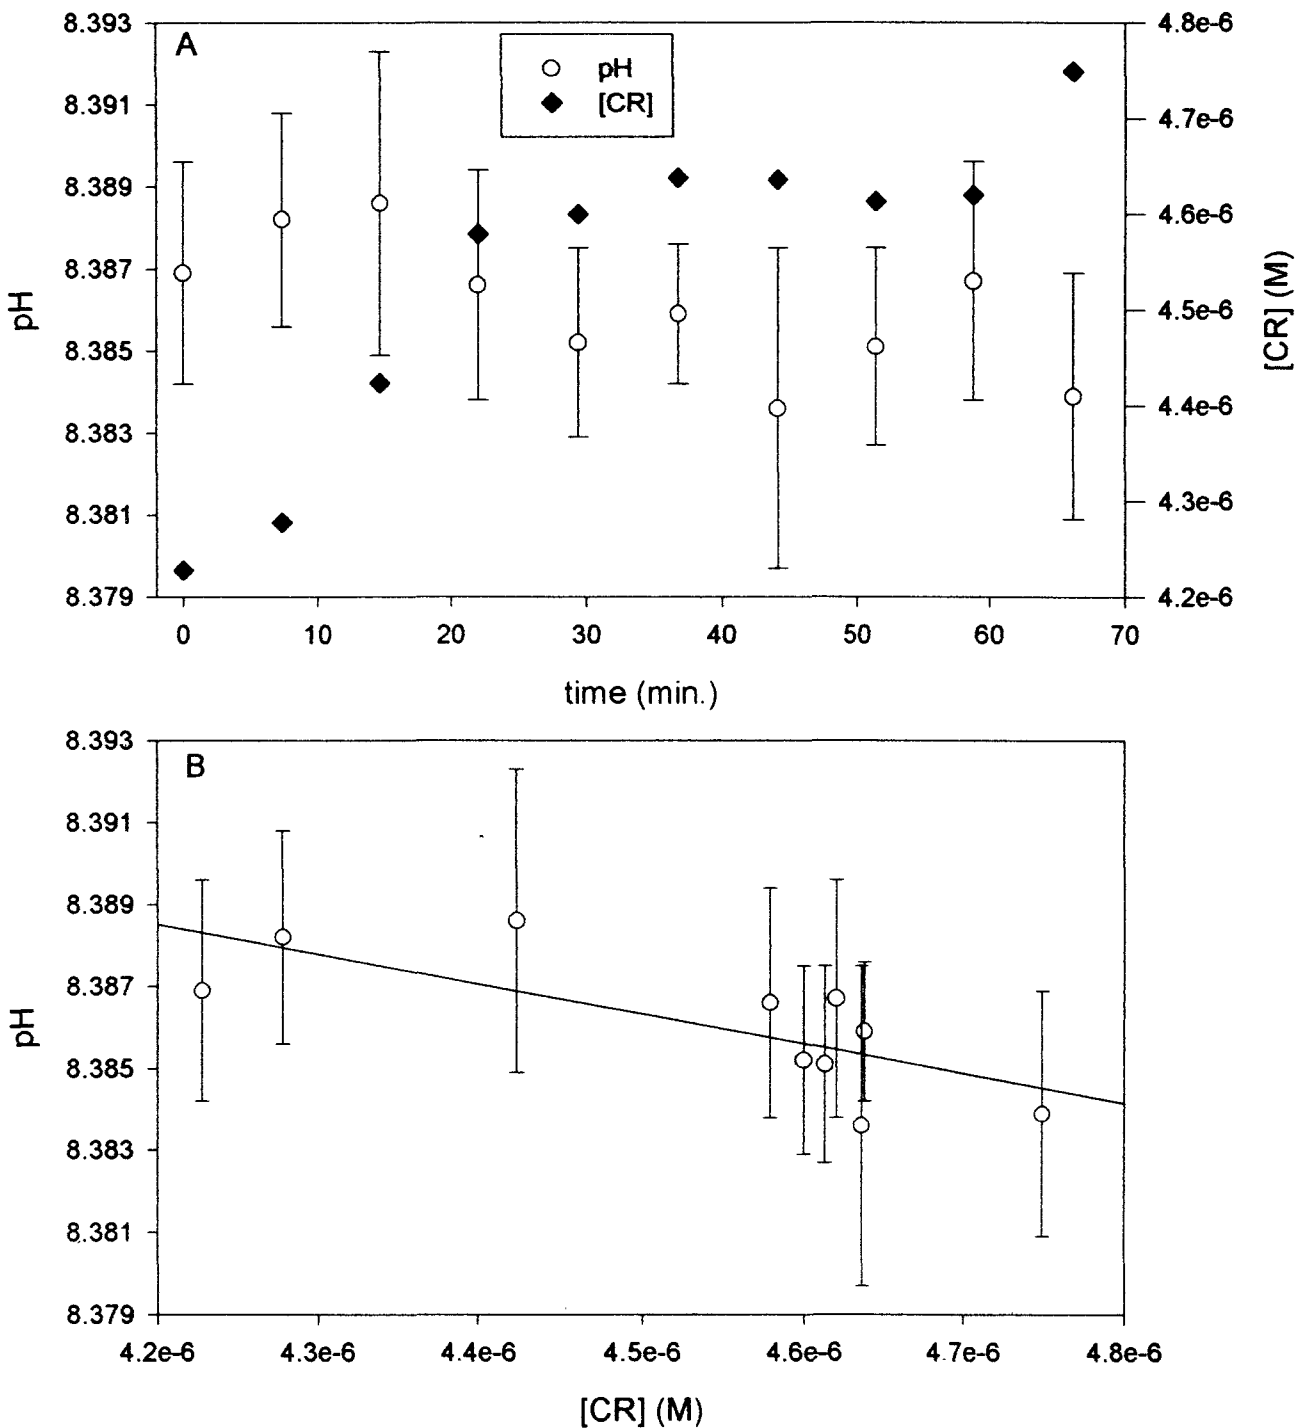 8.393
8.391
8.389
8.387
8.385
8.383
8.381
8.379
pH
A
pH
[CR]
4.8e-6
4.7e-6
4.6e-6
4.5e-6
4.4e-6
4.3e-6
4.2e-6
[CR] (M)
0 10 20 30 40 50 60 70
time (min.)
8.393
8.391
8.389
8.387
8.385
8.383
8.381
8.379
pH
B
4.2e-6 4.3e-6 4.4e-6 4.5e-6 4.6e-6 4.7e-6 4.8e-6
[CR] (M)